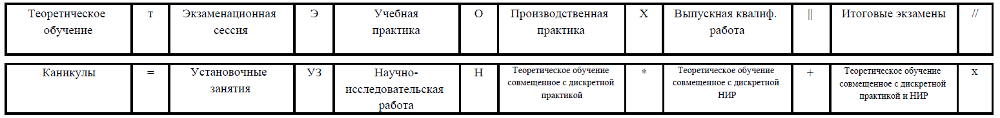 Теоретическое обучение
т
Экзаменационная сессия
Э
Учебная практика
О
Производственная практика
Х
Выпускная квалиф. работа
||
Итоговые экзамены
//
Каникулы
=
Установочные занятия
УЗ
Научно-исследовательская работа
Н
Теоретическое обучение совмещенное с дискретной практикой
*
Теоретическое обучение совмещенное с дискретной НИР
+
Теоретическое обучение совмещенное с дискретной практикой и НИР
х